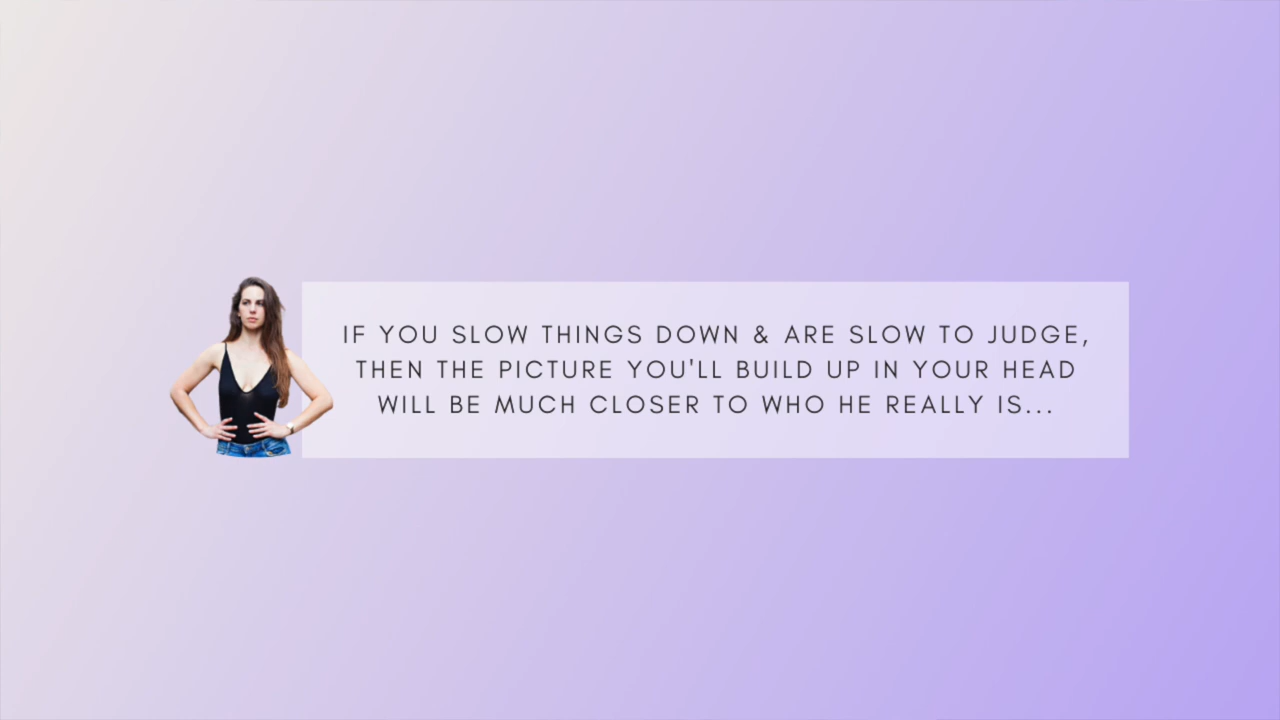 IF YOU SLOW THINGS DOWN & ARE SLOW TO JUDGE,
THEN THE PICTURE YOU'LL BUILD UP IN YOUR HEAD
WILL BE MUCH CLOSER TO WHO HE REALLY IS...